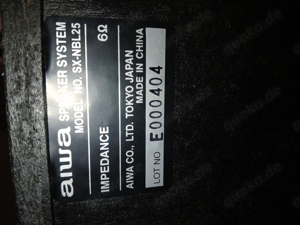 aiwa SPEAKER SYSTEM
MODEL NO. SX-NBL25
IMPEDANCE 6Ω
AIWA CO., LTD. TOKYO JAPAN
MADE IN CHINA
LOT NO E000404